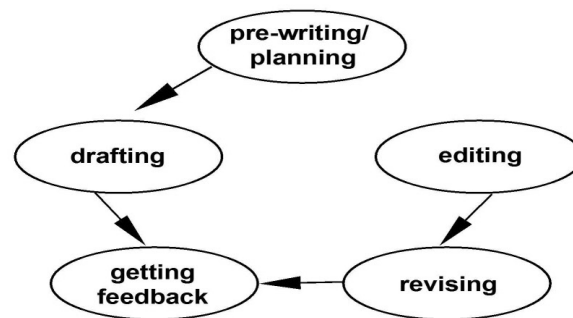 pre-writing/
planning
drafting
editing
getting
feedback
revising